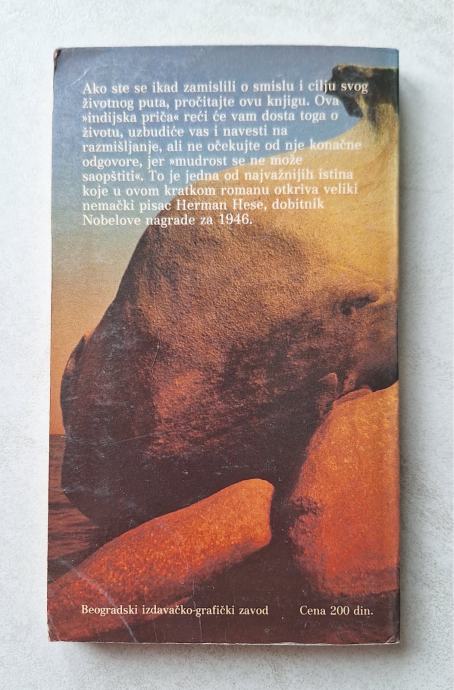 Ako ste se ikad zamislili o smislu i cilju svog
životnog puta, pročitajte ovu knjigu. Ova
»indijska priča« reći će vam dosta toga o
životu, uzbudiće vas i navesti na
razmišljanje, ali ne očekujte od nje konačne
odgovore, jer »mudrost se ne može
saopštiti«. To je jedna od najvažnijih istina
koje u ovom kratkom romanu otkriva veliki
nemački pisac Herman Hese, dobitnik
Nobelove nagrade za 1946.
Beogradski izdavačko-grafički zavod
Cena 200 din.